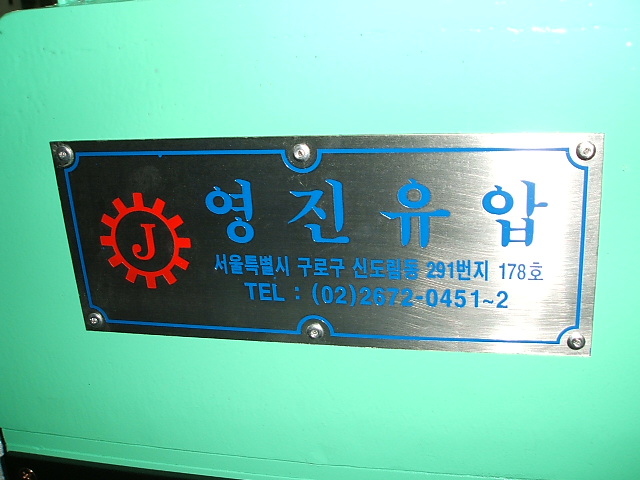 J
영진유압
서울특별시 구로구 신도림동 291번지 178호
TEL : (02)2672-0451~2